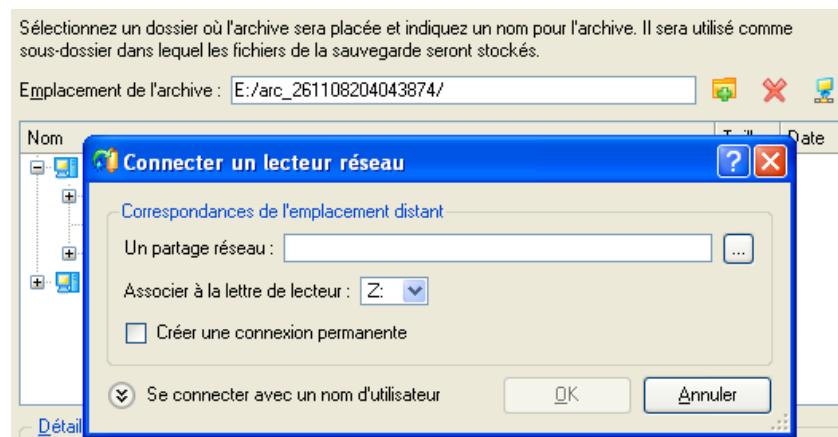 Sélectionnez un dossier où l'archive sera placée et indiquez un nom pour l'archive. Il sera utilisé comme
sous-dossier dans lequel les fichiers de la sauvegarde seront stockés.
Emplacement de l'archive : E:/arc_261108204043874/
Nom Date
Connecter un lecteur réseau
Correspondances de l'emplacement distant
Un partage réseau : ...
Associer à la lettre de lecteur : Z:
Créer une connexion permanente
Se connecter avec un nom d'utilisateur OK Annuler
Détail